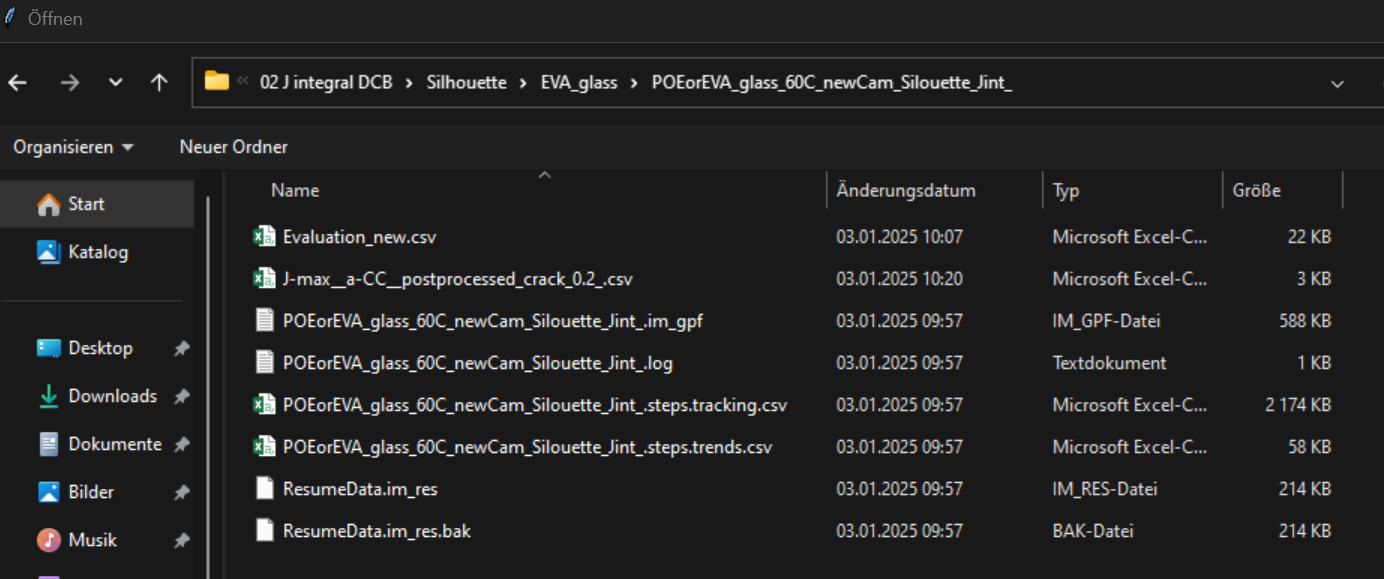 Öffnen
02 J integral DCB > Silhouette > EVA_glass > POEorEVA_glass_60C_newCam_Silouette_Jint_
Organisieren Neuer Ordner
Name Änderungsdatum Typ Größe
Start
Katalog
Desktop
Downloads
Dokumente
Bilder
Musik
Evaluation_new.csv 03.01.2025 10:07 Microsoft Excel-C... 22 KB
J-max__a-CC__postprocessed_crack_0.2_.csv 03.01.2025 10:20 Microsoft Excel-C... 3 KB
POEorEVA_glass_60C_newCam_Silouette_Jint_.im_gpf 03.01.2025 09:57 IM_GPF-Datei 588 KB
POEorEVA_glass_60C_newCam_Silouette_Jint_.log 03.01.2025 09:57 Textdokument 1 KB
POEorEVA_glass_60C_newCam_Silouette_Jint_.steps.tracking.csv 03.01.2025 09:57 Microsoft Excel-C... 2 174 KB
POEorEVA_glass_60C_newCam_Silouette_Jint_.steps.trends.csv 03.01.2025 09:57 Microsoft Excel-C... 58 KB
ResumeData.im_res 03.01.2025 09:57 IM_RES-Datei 214 KB
ResumeData.im_res.bak 03.01.2025 09:57 BAK-Datei 214 KB